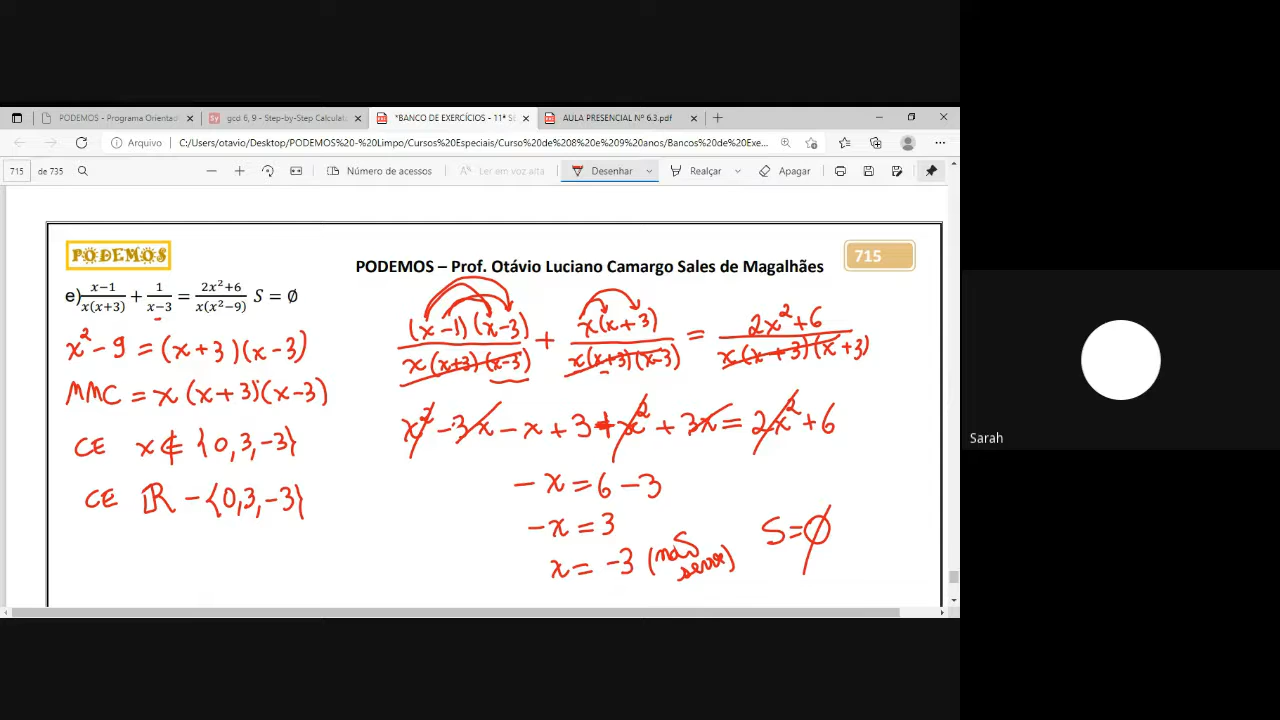 PODEMOS - Programa Orientad
gcd 6, 9 - Step-by-Step Calculat
*BANCO DE EXERCÍCIOS - 11ª SE
AULA PRESENCIAL Nº 6.3.pdf
Arquivo C:/Users/otavio/Desktop/PODEMOS%20-%20Limpo/Cursos%20Especiais/Curso%20de%208%20e%209%20anos/Bancos%20de%20Exe...
715 de 735 Número de acessos Ler em voz alta Desenhar Realçar Apagar
PODEMOS
715
PODEMOS – Prof. Otávio Luciano Camargo Sales de Magalhães
e) (x−1)/(x(x+3)) + 1/(x−3) = (2x²+6)/(x(x²−9)) S = ∅
x² - 9 = (x+3)(x-3)
MMC = x(x+3)(x-3)
CE x ∉ {0, 3, -3}
CE ℝ - {0, 3, -3}
(x-1)(x-3)/(x(x+3)(x-3)) + x(x+3)/(x(x+3)(x-3)) = (2x²+6)/(x(x+3)(x+3))
x² - 3x - x + 3 + x² + 3x = 2x² + 6
- x = 6 - 3
-x = 3
x = -3 (não serve)
S = ∅
Sarah